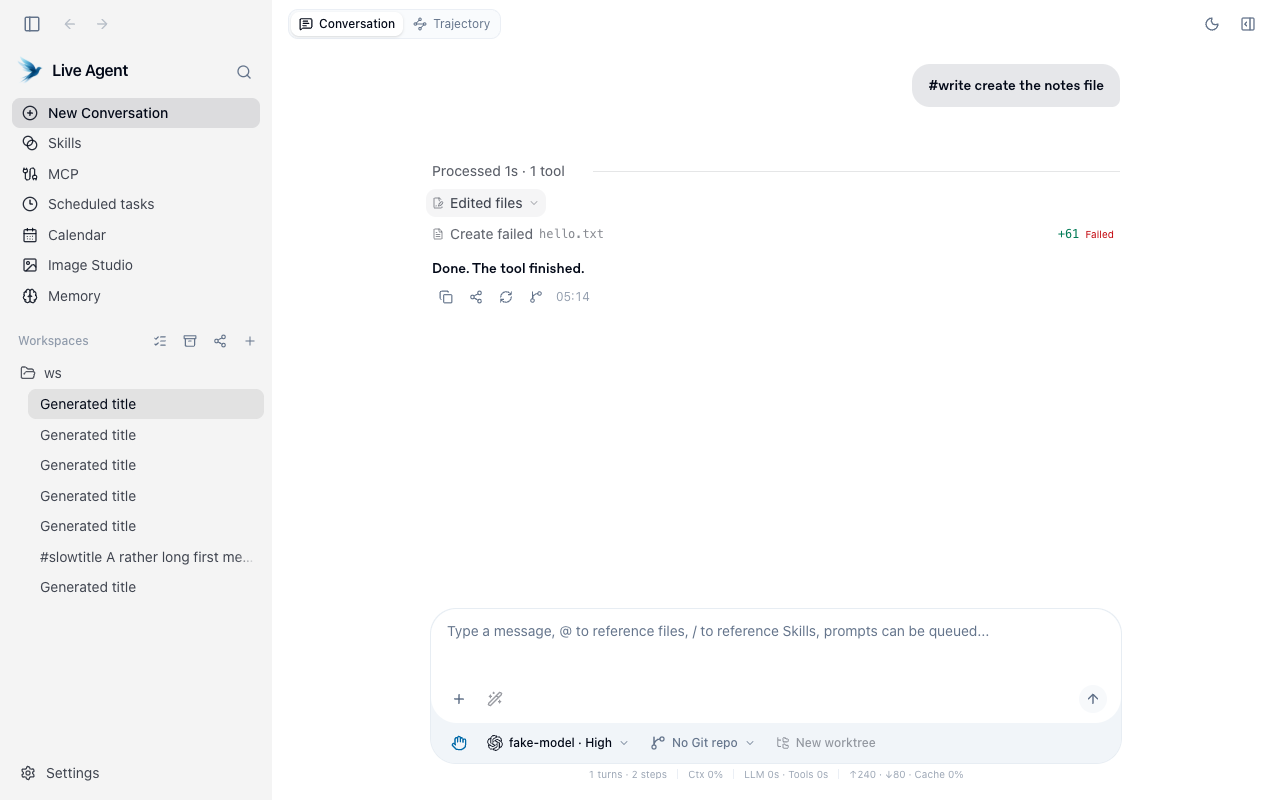 Conversation
Trajectory
Live Agent
New Conversation
Skills
MCP
Scheduled tasks
Calendar
Image Studio
Memory
Workspaces
ws
Generated title
Generated title
Generated title
Generated title
Generated title
#slowtitle A rather long first me...
Generated title
Settings
#write create the notes file
Processed 1s · 1 tool
Edited files
Create failed hello.txt +61 Failed
Done. The tool finished.
05:14
Type a message, @ to reference files, / to reference Skills, prompts can be queued...
fake-model · High
No Git repo
New worktree
1 turns · 2 steps
Ctx 0%
LLM 0s · Tools 0s
↑240 · ↓80 · Cache 0%